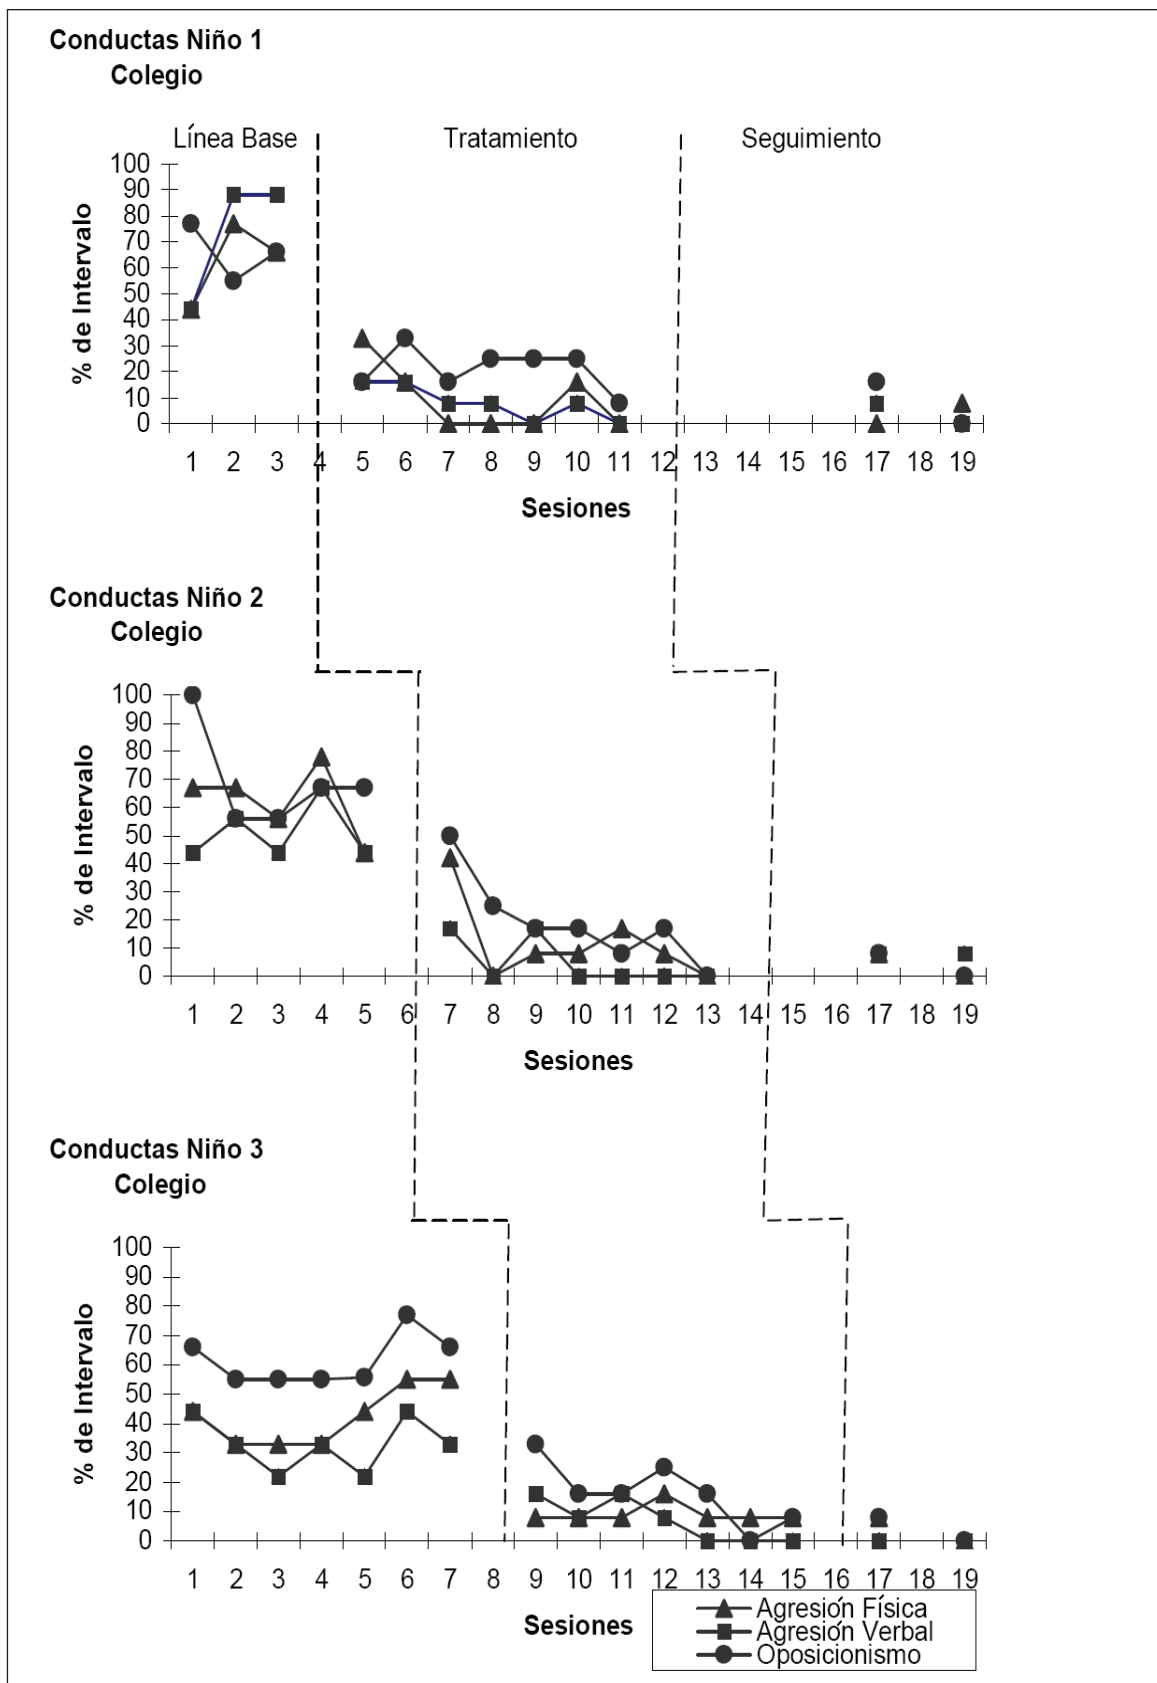 Conductas Niño 1
Colegio
Línea Base Tratamiento Seguimiento
% de Intervalo
100
90
80
70
60
50
40
30
20
10
0
1 2 3 4 5 6 7 8 9 10 11 12 13 14 15 16 17 18 19
Sesiones
Conductas Niño 2
Colegio
% de Intervalo
100
90
80
70
60
50
40
30
20
10
0
1 2 3 4 5 6 7 8 9 10 11 12 13 14 15 16 17 18 19
Sesiones
Conductas Niño 3
Colegio
% de Intervalo
100
90
80
70
60
50
40
30
20
10
0
1 2 3 4 5 6 7 8 9 10 11 12 13 14 15 16 17 18 19
Sesiones
Agresión Física
Agresión Verbal
Oposicionismo